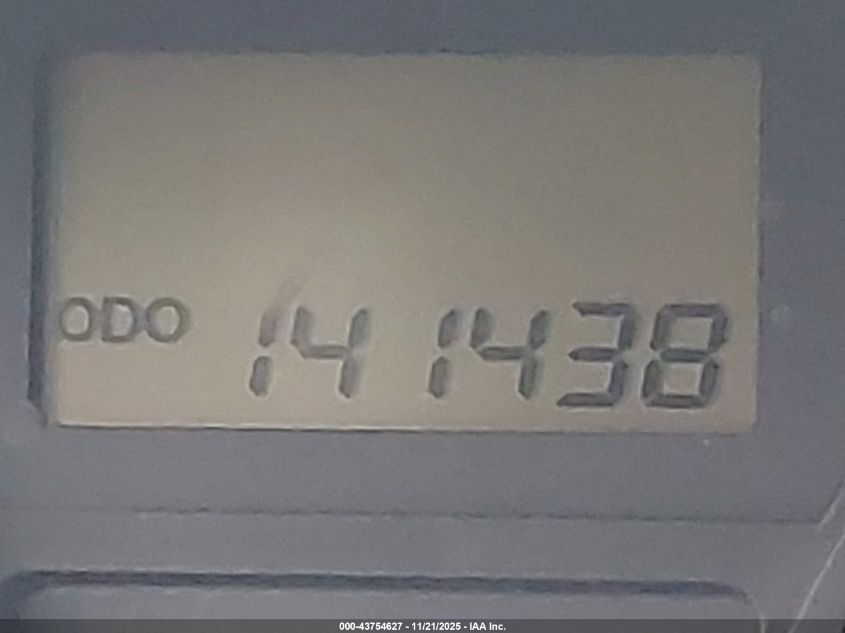 ODO 141438
000-43754627 - 11/21/2025 - IAA Inc.